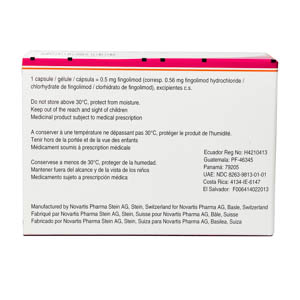 1 capsule / gélule / cápsula = 0.5 mg fingolimod (corresp. 0.56 mg fingolimod hydrochloride /
chlorhydrate de fingolimod / clorhidrato de fingolimod), excipientes c.s.
Do not store above 30°C, protect from moisture.
Keep out of the reach and sight of children
Medicinal product subject to medical prescription
A conserver à une température ne dépassant pas 30°C, protéger le produit de l'humidité.
Tenir hors de la portée et de la vue des enfants
Médicament soumis à prescription médicale
Consérvese a menos de 30°C, proteger de la humedad.
Mantener fuera del alcance y de la vista de los niños
Medicamento sujeto a prescripción médica
Ecuador Reg No: H4210413
Guatemala: PF-46345
Panamá: 79205
UAE: NDC 8263-9813-01-01
Costa Rica: 4134-IE-6147
El Salvador: F006414022013
Manufactured by Novartis Pharma Stein AG, Stein, Switzerland for Novartis Pharma AG, Basle, Switzerland
Fabriqué par Novartis Pharma Stein AG, Stein, Suisse pour Novartis Pharma AG, Bâle, Suisse
Fabricado por Novartis Pharma Stein AG, Stein, Suiza para Novartis Pharma AG, Basilea, Suiza